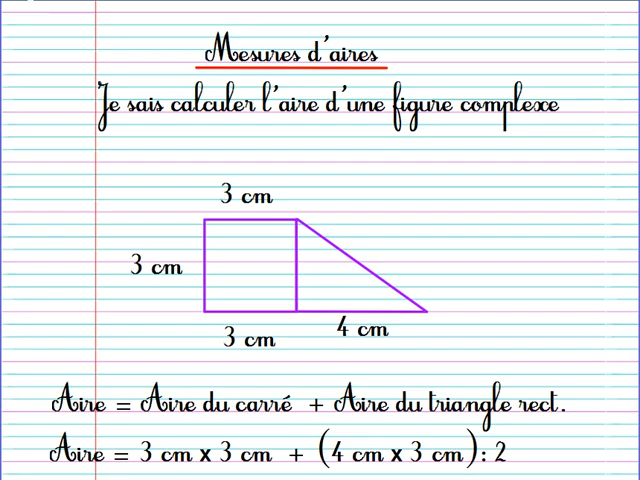 Mesures d'aires
Je sais calculer l'aire d'une figure complexe
3 cm
3 cm
3 cm
4 cm
Aire = Aire du carré + Aire du triangle rect.
Aire = 3 cm x 3 cm + (4 cm x 3 cm) : 2